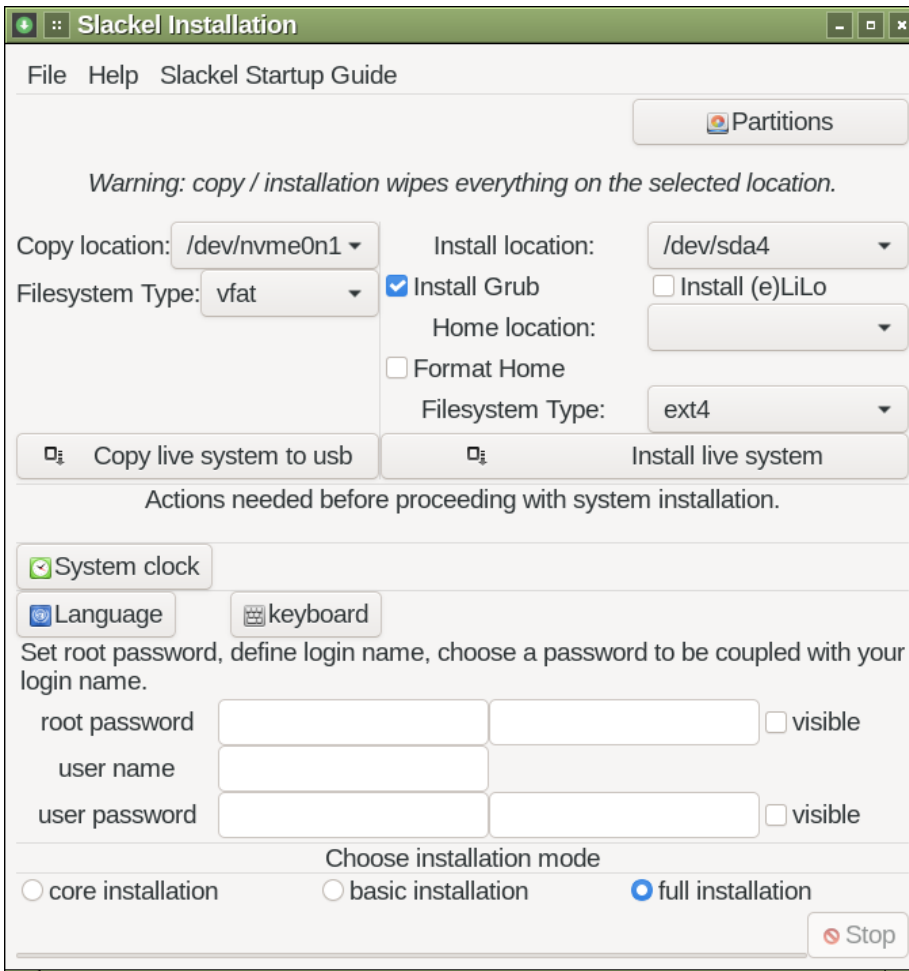 Slackel Installation
File Help Slackel Startup Guide
Partitions
Warning: copy / installation wipes everything on the selected location.
Copy location: /dev/nvme0n1 Install location: /dev/sda4
Filesystem Type: vfat Install Grub Install (e)LiLo
Home location:
Format Home
Filesystem Type: ext4
Copy live system to usb Install live system
Actions needed before proceeding with system installation.
System clock
Language keyboard
Set root password, define login name, choose a password to be coupled with your
login name.
root password visible
user name
user password visible
Choose installation mode
core installation basic installation full installation
Stop